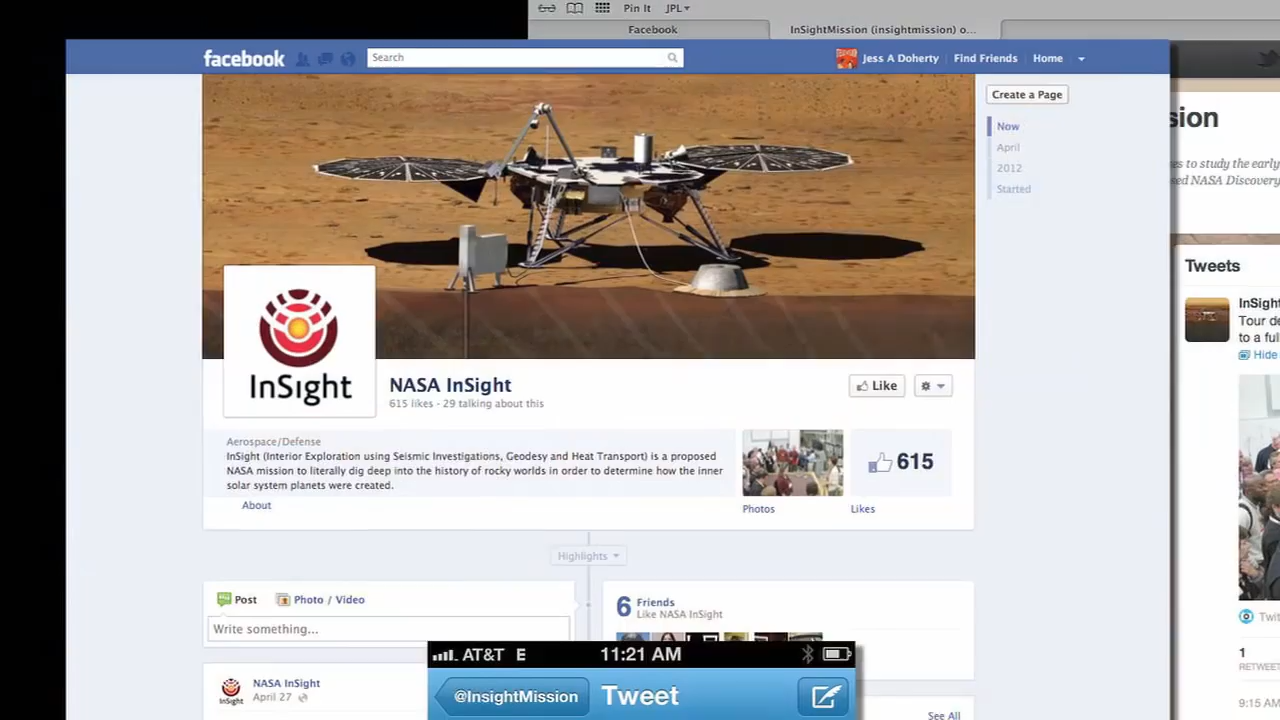 Pin It
JPL
Facebook
InSightMission (insightmission) o...
facebook
Search
Jess A Doherty
Find Friends
Home
Create a Page
Now
April
2012
Started
sion
es to study the early
sed NASA Discovery
Tweets
InSight
Tour de
to a full
Hide
InSight
NASA InSight
615 likes · 29 talking about this
Like
Aerospace/Defense
InSight (Interior Exploration using Seismic Investigations, Geodesy and Heat Transport) is a proposed
NASA mission to literally dig deep into the history of rocky worlds in order to determine how the inner
solar system planets were created.
About
Photos
615
Likes
Highlights
Post
Photo / Video
Write something...
6 Friends
Like NASA InSight
NASA InSight
April 27
InSight
See All
AT&T E
11:21 AM
@InsightMission
Tweet
Twit
1
RETWEET
9:15 AM